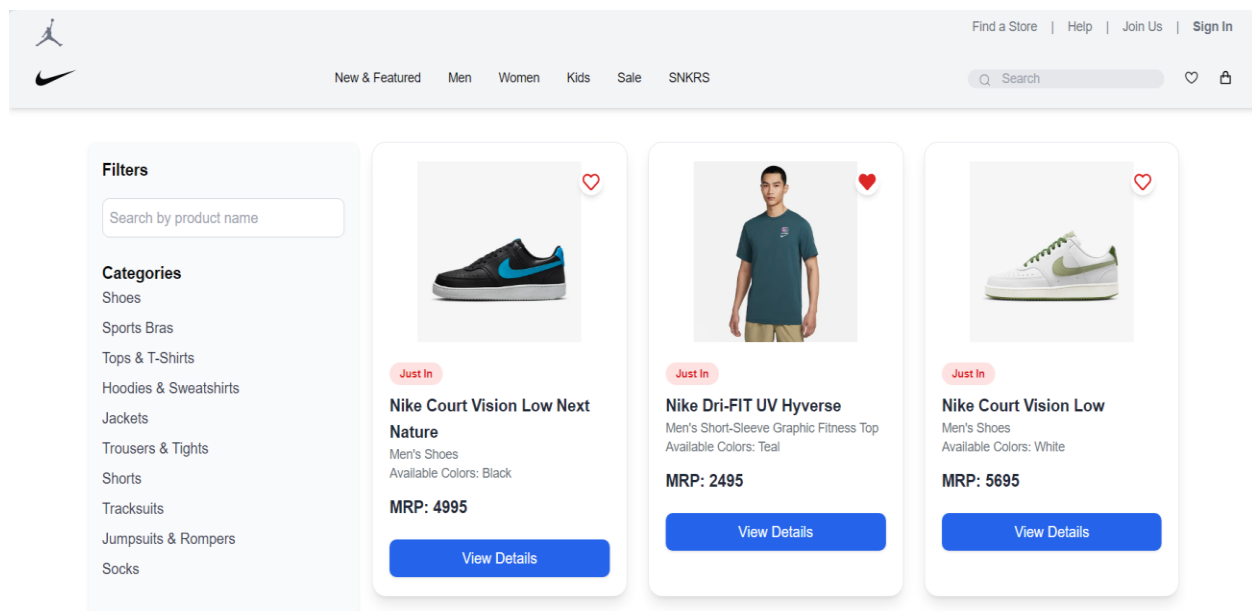 Find a Store | Help | Join Us | Sign In
New & Featured Men Women Kids Sale SNKRS
Search
Filters
Search by product name
Categories
Shoes
Sports Bras
Tops & T-Shirts
Hoodies & Sweatshirts
Jackets
Trousers & Tights
Shorts
Tracksuits
Jumpsuits & Rompers
Socks
Just In
Nike Court Vision Low Next
Nature
Men's Shoes
Available Colors: Black
MRP: 4995
View Details
Just In
Nike Dri-FIT UV Hyverse
Men's Short-Sleeve Graphic Fitness Top
Available Colors: Teal
MRP: 2495
View Details
Just In
Nike Court Vision Low
Men's Shoes
Available Colors: White
MRP: 5695
View Details